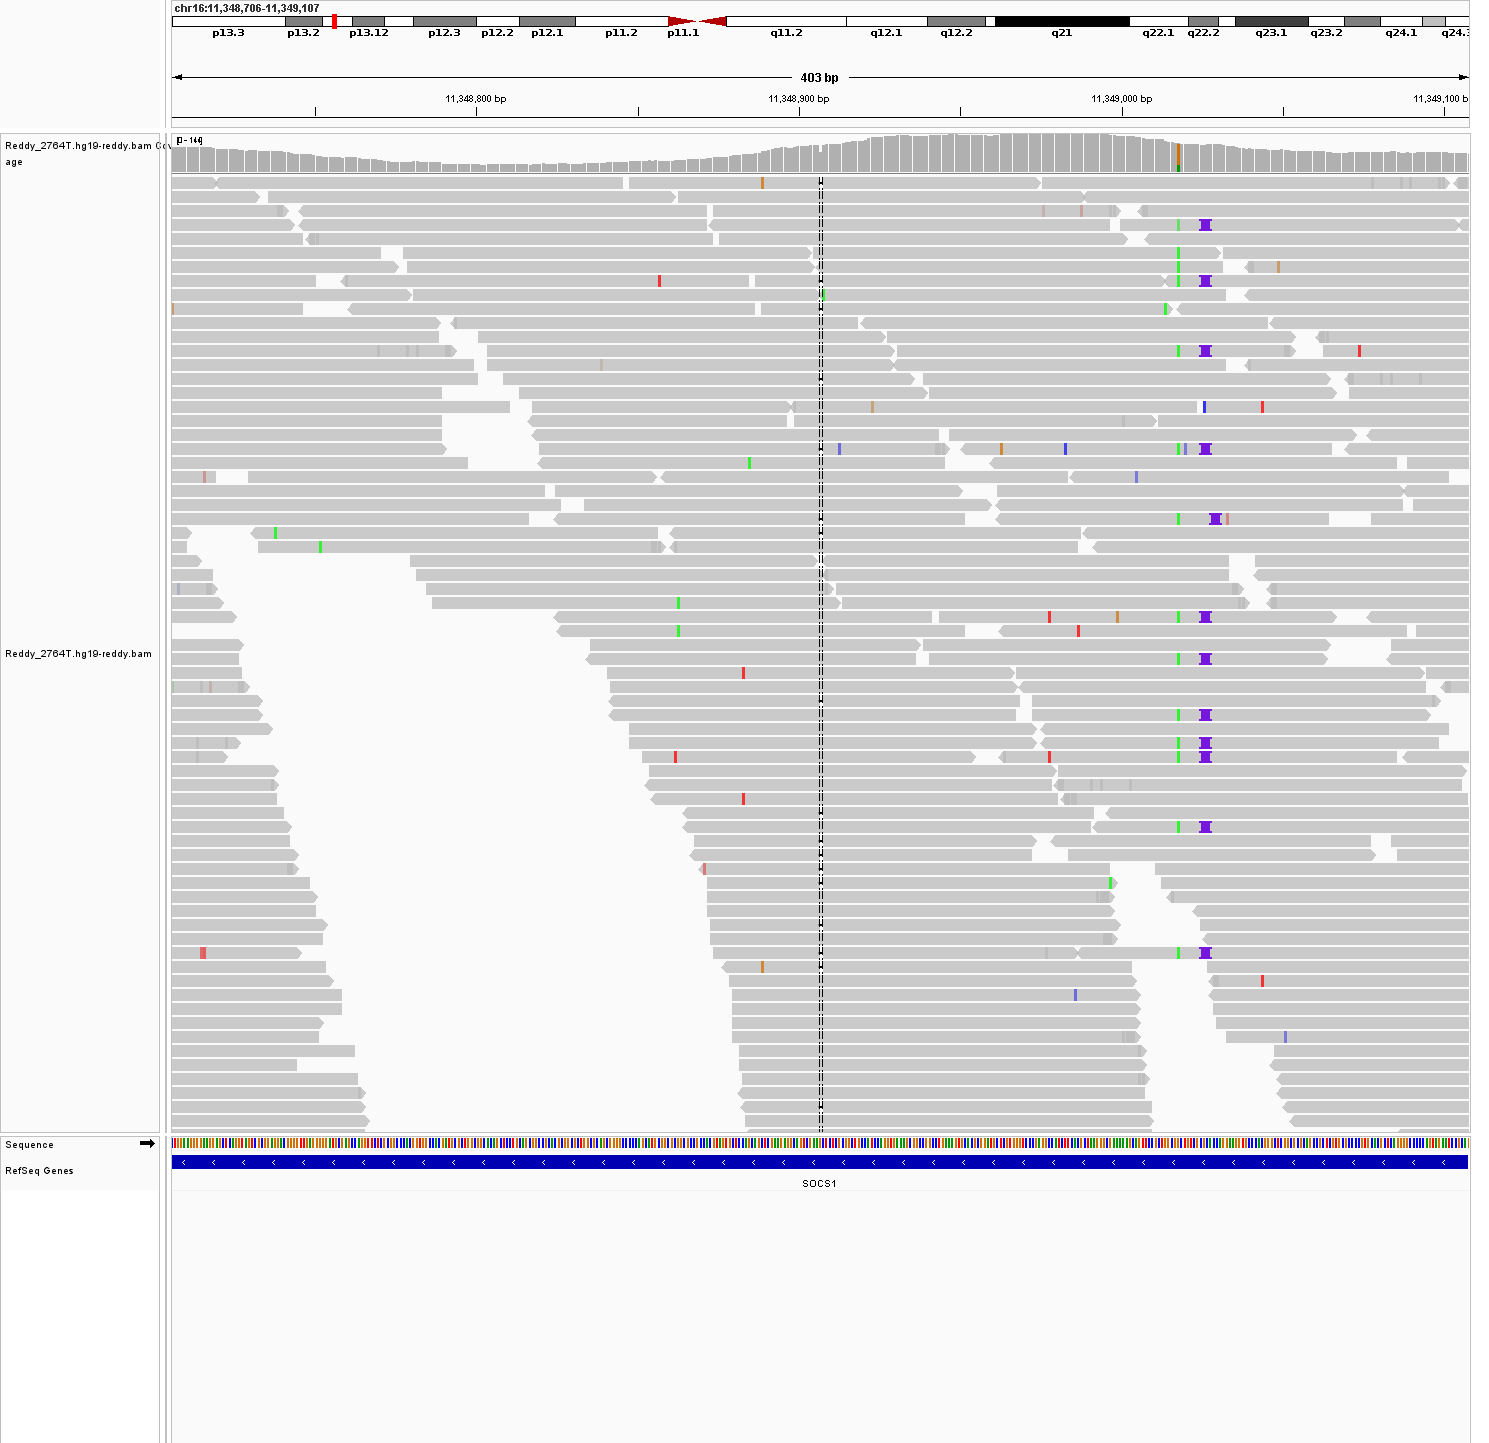 chr16:11,348,706-11,349,107
p13.3 p13.2 p13.12 p12.3 p12.2 p12.1 p11.2 p11.1 q11.2 q12.1 q12.2 q21 q22.1 q22.2 q23.1 q23.2 q24.1 q24.3
403 bp
11,348,800 bp 11,348,900 bp 11,349,000 bp 11,349,100 b
Reddy_2764T.hg19-reddy.bam Cov
age
Reddy_2764T.hg19-reddy.bam
Sequence
RefSeq Genes
SOCS1